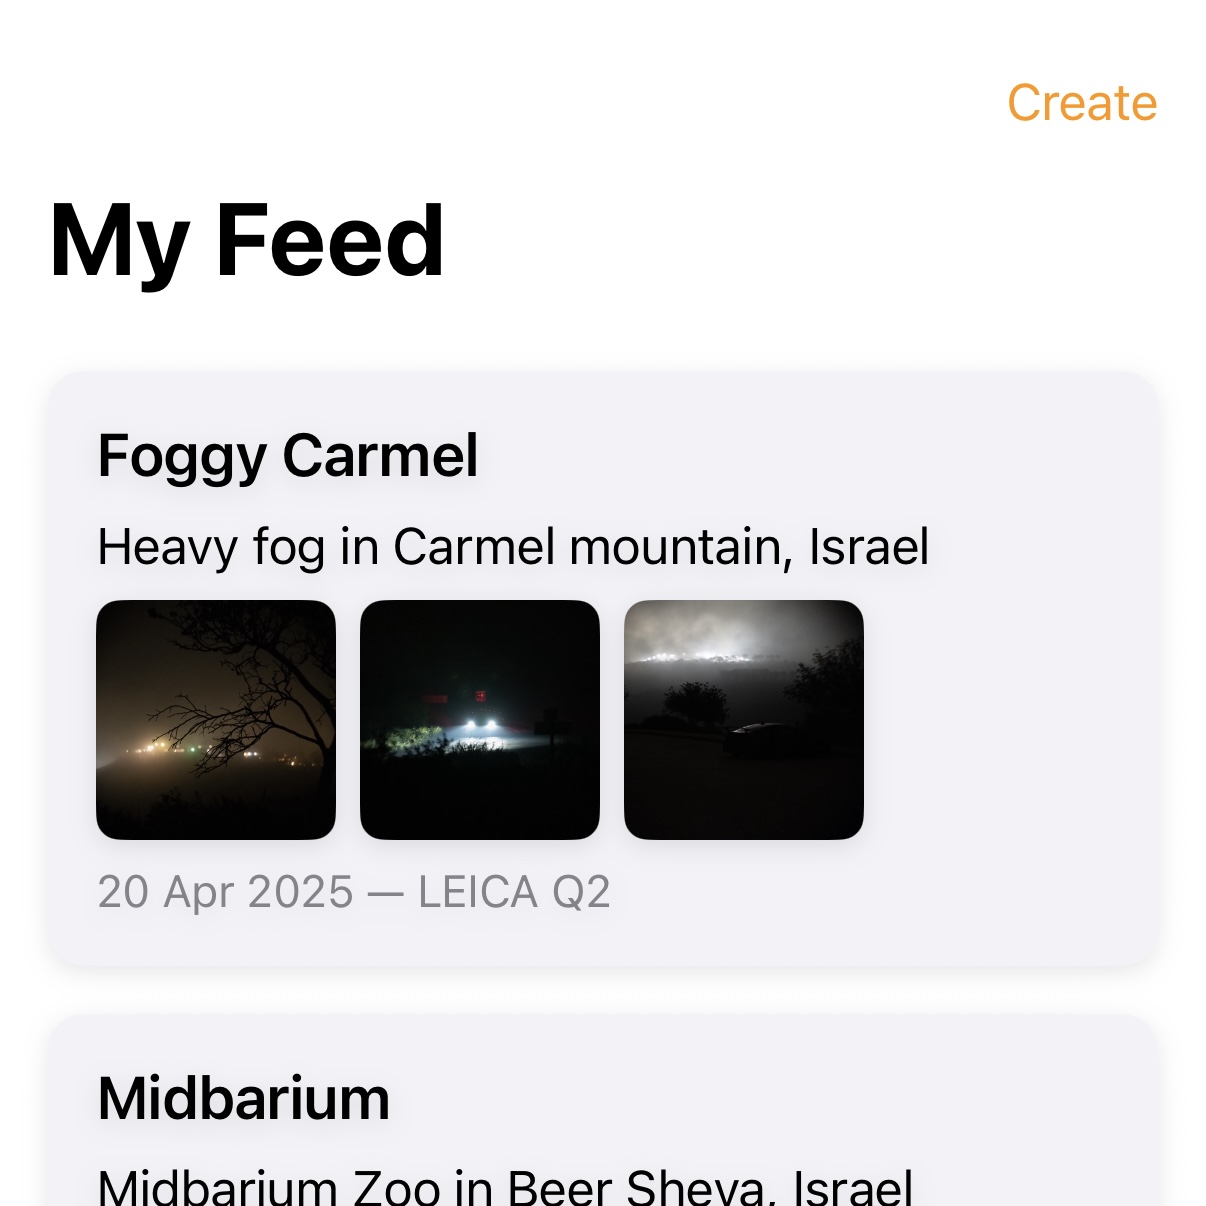 Create
My Feed
Foggy Carmel
Heavy fog in Carmel mountain, Israel
20 Apr 2025 — LEICA Q2
Midbarium
Midbarium Zoo in Beer Sheva, Israel